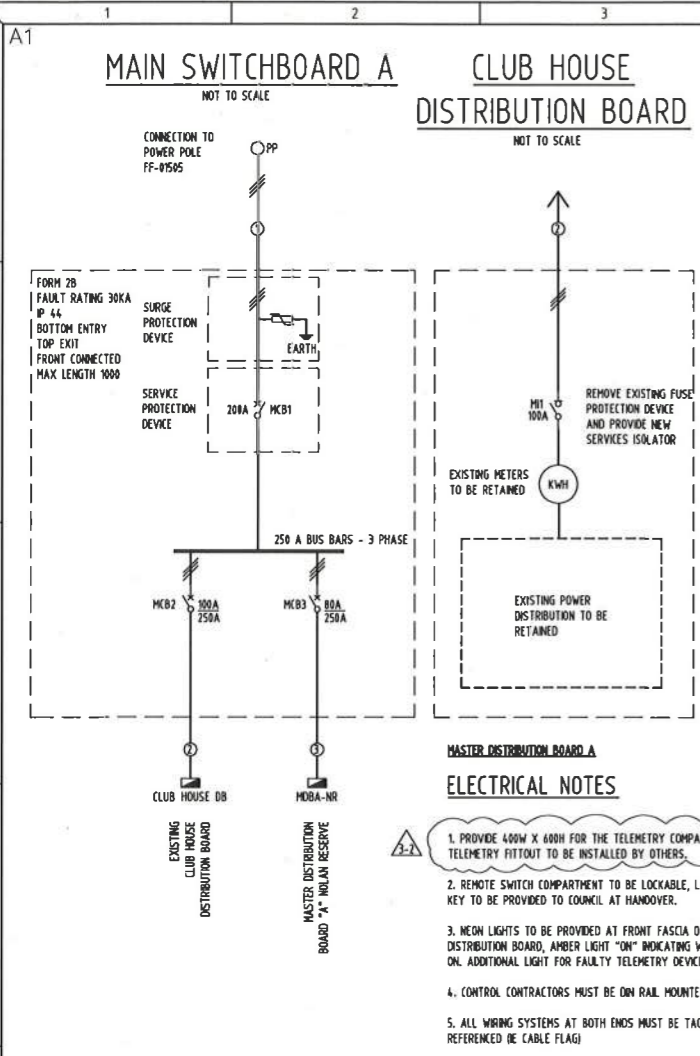 1
2
3
A1
MAIN SWITCHBOARD A
NOT TO SCALE
CONNECTION TO
POWER POLE
FF-01505
PP
1
FORM 2B
FAULT RATING 30KA
IP 44
BOTTOM ENTRY
TOP EXIT
FRONT CONNECTED
MAX LENGTH 1000
SURGE
PROTECTION
DEVICE
EARTH
SERVICE
PROTECTION
DEVICE
200A
MCB1
250 A BUS BARS - 3 PHASE
MCB2
100A
250A
MCB3
80A
250A
2
3
CLUB HOUSE DB
MDBA-NR
EXISTING
CLUB HOUSE
DISTRIBUTION BOARD
MASTER DISTRIBUTION
BOARD "A" NOLAN RESERVE
CLUB HOUSE
DISTRIBUTION BOARD
NOT TO SCALE
2
MI1
100A
REMOVE EXISTING FUSE
PROTECTION DEVICE
AND PROVIDE NEW
SERVICES ISOLATOR
EXISTING METERS
TO BE RETAINED
KWH
EXISTING POWER
DISTRIBUTION TO BE
RETAINED
MASTER DISTRIBUTION BOARD A
ELECTRICAL NOTES
3-2
1. PROVIDE 400W X 600H FOR THE TELEMETRY COMPA
TELEMETRY FITTOUT TO BE INSTALLED BY OTHERS.
2. REMOTE SWITCH COMPARTMENT TO BE LOCKABLE, L
KEY TO BE PROVIDED TO COUNCIL AT HANDOVER.
3. NEON LIGHTS TO BE PROVIDED AT FRONT FASCIA O
DISTRIBUTION BOARD, AMBER LIGHT "ON" INDICATING W
ON. ADDITIONAL LIGHT FOR FAULTY TELEMETRY DEVIC
4. CONTROL CONTRACTORS MUST BE DIN RAIL MOUNTE
5. ALL WIRING SYSTEMS AT BOTH ENDS MUST BE TAG
REFERENCED (IE CABLE FLAG)